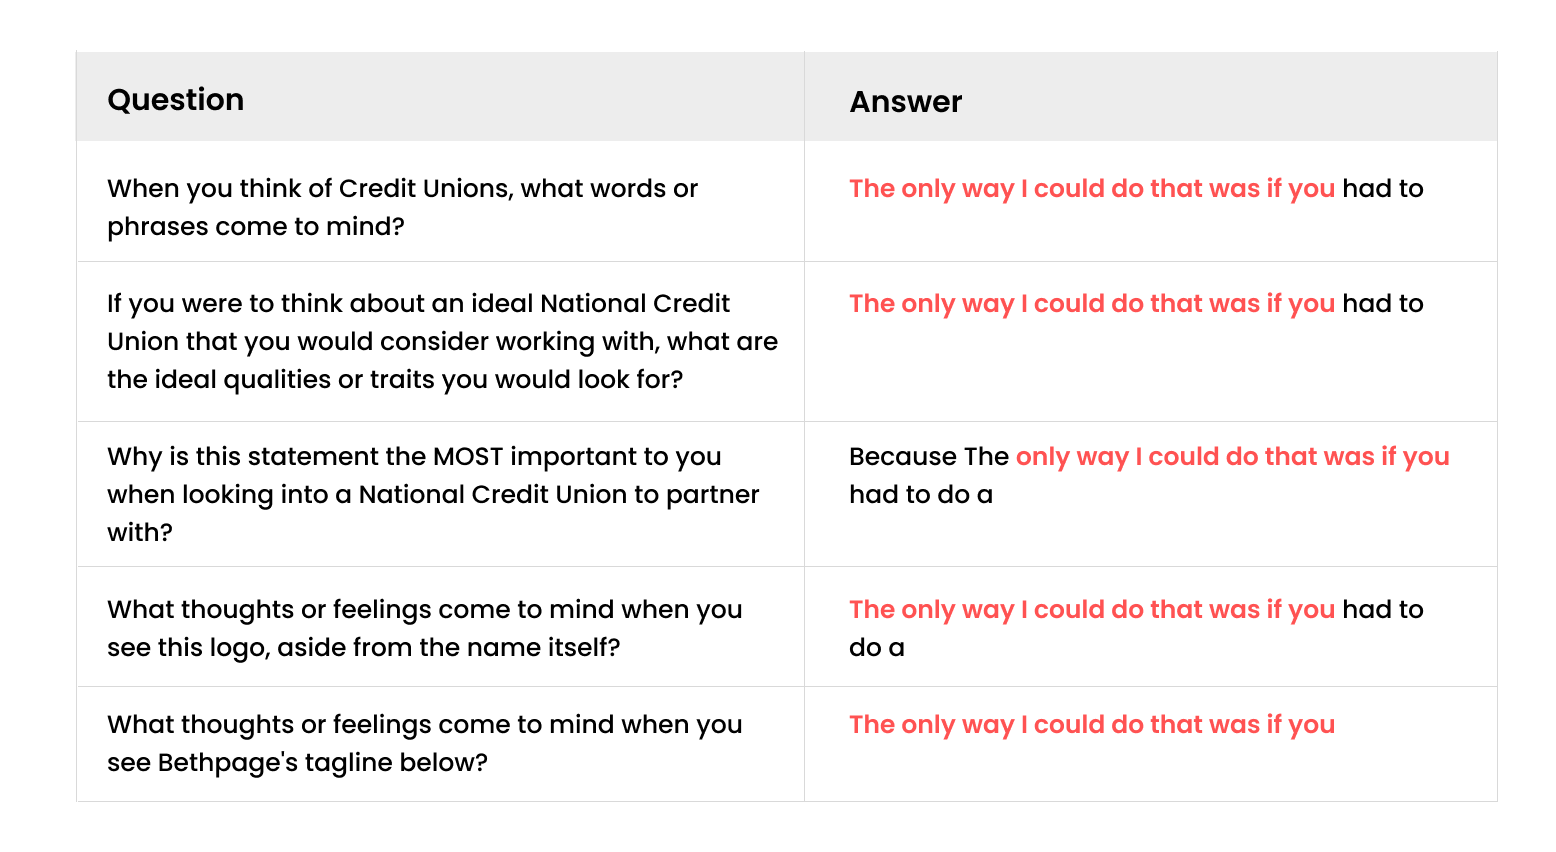 Question
Answer
When you think of Credit Unions, what words or
phrases come to mind?
The only way I could do that was if you had to
If you were to think about an ideal National Credit
Union that you would consider working with, what are
the ideal qualities or traits you would look for?
The only way I could do that was if you had to
Why is this statement the MOST important to you
when looking into a National Credit Union to partner
with?
Because The only way I could do that was if you
had to do a
What thoughts or feelings come to mind when you
see this logo, aside from the name itself?
The only way I could do that was if you had to
do a
What thoughts or feelings come to mind when you
see Bethpage's tagline below?
The only way I could do that was if you